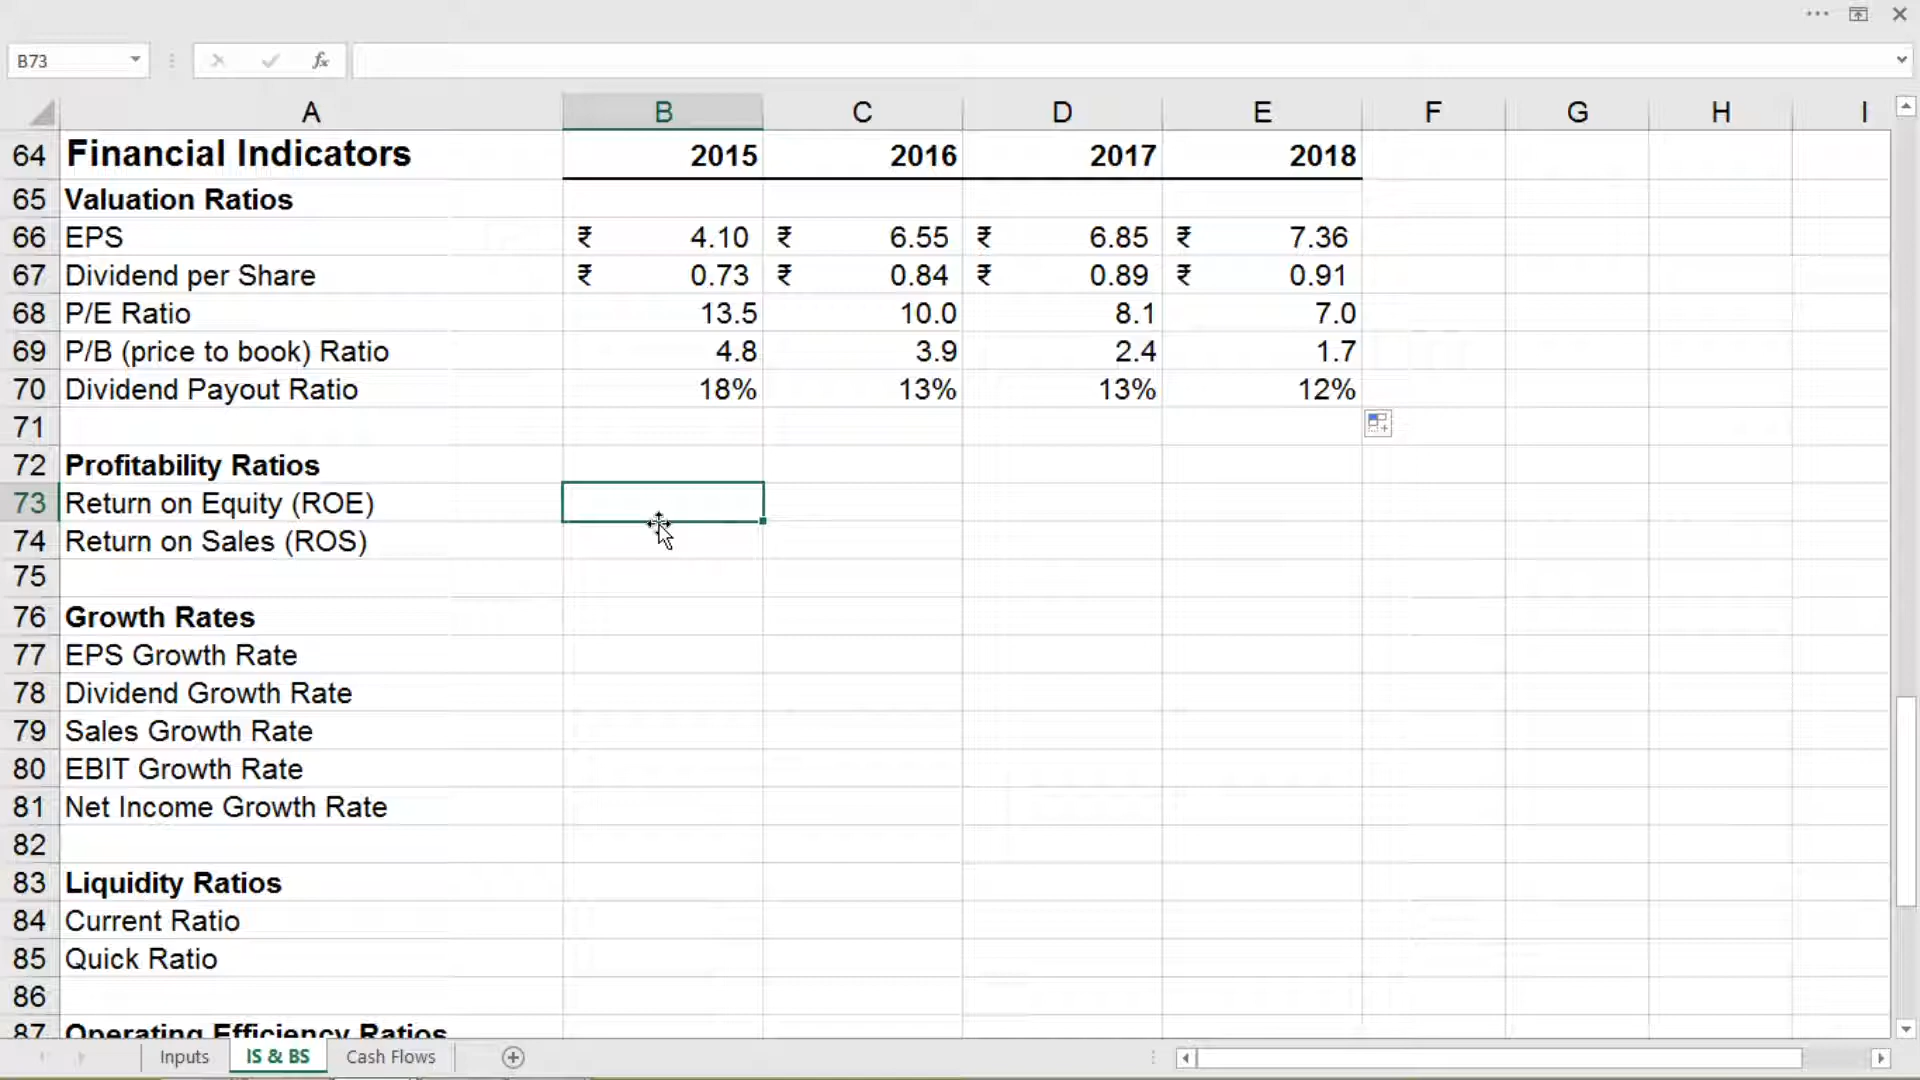 B73 fx
A B C D E F G H I
64 Financial Indicators 2015 2016 2017 2018
65 Valuation Ratios
66 EPS ₹ 4.10 ₹ 6.55 ₹ 6.85 ₹ 7.36
67 Dividend per Share ₹ 0.73 ₹ 0.84 ₹ 0.89 ₹ 0.91
68 P/E Ratio 13.5 10.0 8.1 7.0
69 P/B (price to book) Ratio 4.8 3.9 2.4 1.7
70 Dividend Payout Ratio 18% 13% 13% 12%
71
72 Profitability Ratios
73 Return on Equity (ROE)
74 Return on Sales (ROS)
75
76 Growth Rates
77 EPS Growth Rate
78 Dividend Growth Rate
79 Sales Growth Rate
80 EBIT Growth Rate
81 Net Income Growth Rate
82
83 Liquidity Ratios
84 Current Ratio
85 Quick Ratio
86
87 Operating Efficiency Ratios
Inputs IS & BS Cash Flows